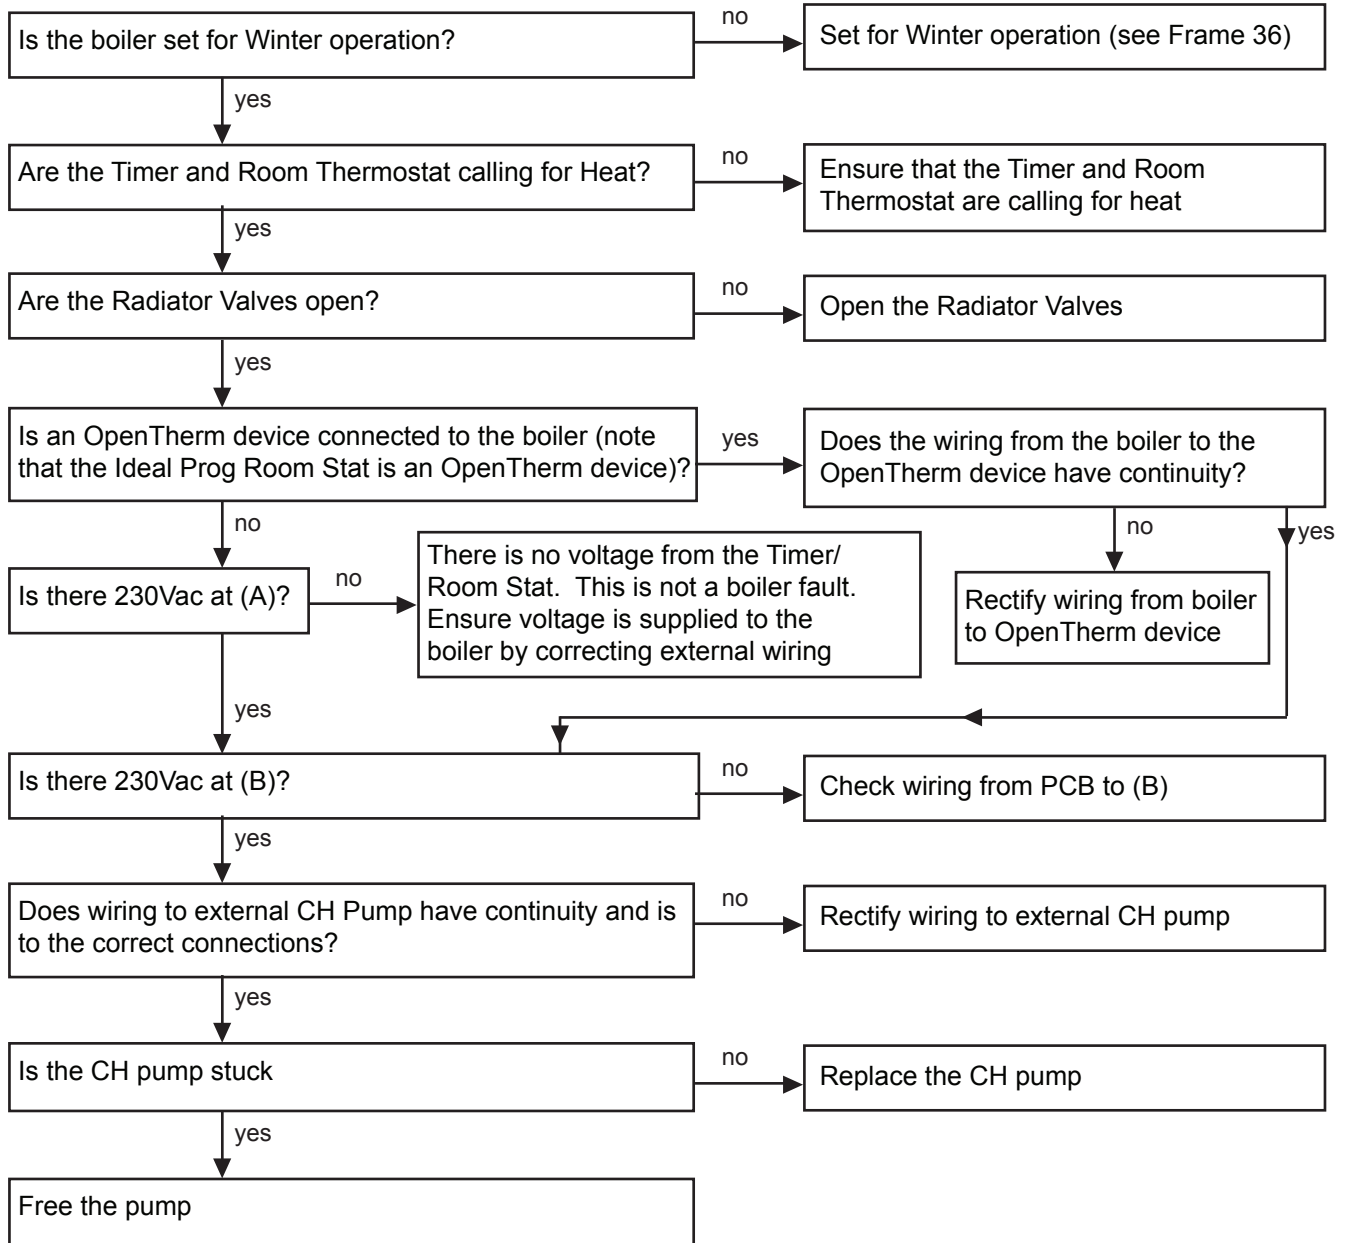 Is the boiler set for Winter operation?
no
Set for Winter operation (see Frame 36)
yes
Are the Timer and Room Thermostat calling for Heat?
no
Ensure that the Timer and Room
Thermostat are calling for heat
yes
Are the Radiator Valves open?
no
Open the Radiator Valves
yes
Is an OpenTherm device connected to the boiler (note
that the Ideal Prog Room Stat is an OpenTherm device)?
yes
Does the wiring from the boiler to the
OpenTherm device have continuity?
no
yes
Rectify wiring from boiler
to OpenTherm device
no
Is there 230Vac at (A)?
no
There is no voltage from the Timer/
Room Stat.  This is not a boiler fault.
Ensure voltage is supplied to the
boiler by correcting external wiring
yes
Is there 230Vac at (B)?
no
Check wiring from PCB to (B)
yes
Does wiring to external CH Pump have continuity and is
to the correct connections?
no
Rectify wiring to external CH pump
yes
Is the CH pump stuck
no
Replace the CH pump
yes
Free the pump